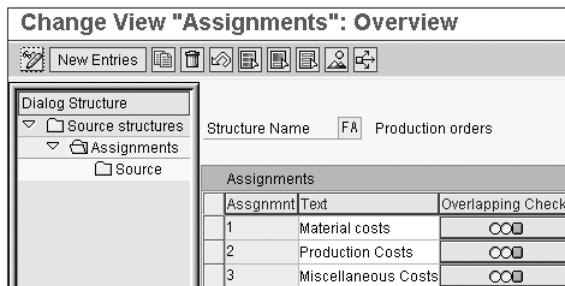 Change View "Assignments": Overview
New Entries
Dialog Structure
Source structures
Assignments
Source
Structure Name FA Production orders
Assignments
Assgnmnt Text Overlapping Check
1 Material costs
2 Production Costs
3 Miscellaneous Costs